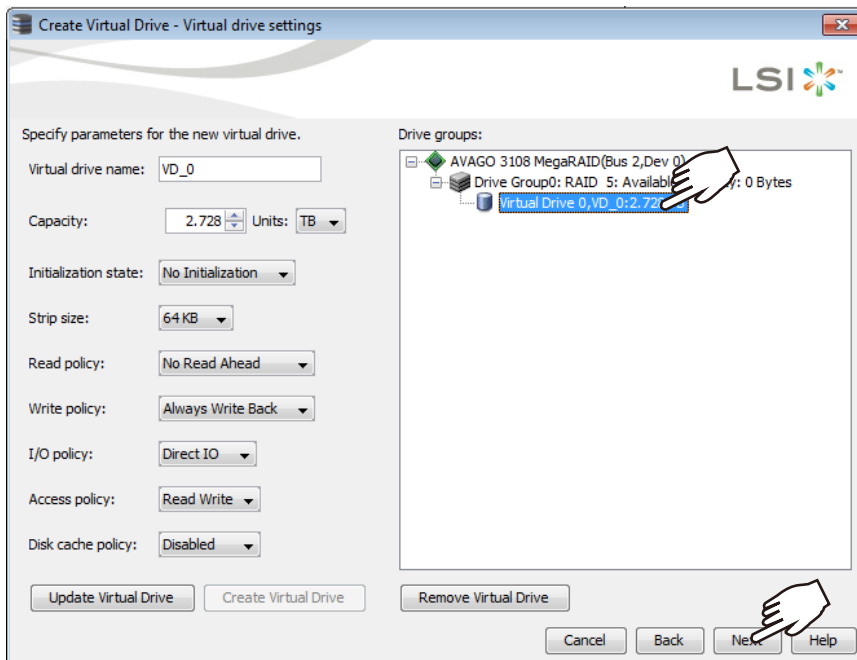 Create Virtual Drive - Virtual drive settings
LSI
Specify parameters for the new virtual drive.
Virtual drive name: VD_0
Capacity: 2.728 Units: TB
Initialization state: No Initialization
Strip size: 64 KB
Read policy: No Read Ahead
Write policy: Always Write Back
I/O policy: Direct IO
Access policy: Read Write
Disk cache policy: Disabled
Update Virtual Drive Create Virtual Drive
Drive groups:
AVAGO 3108 MegaRAID(Bus 2,Dev 0)
Drive Group0: RAID 5: 0 Bytes
Virtual Drive 0,VD_0:
Remove Virtual Drive
Cancel Back Help